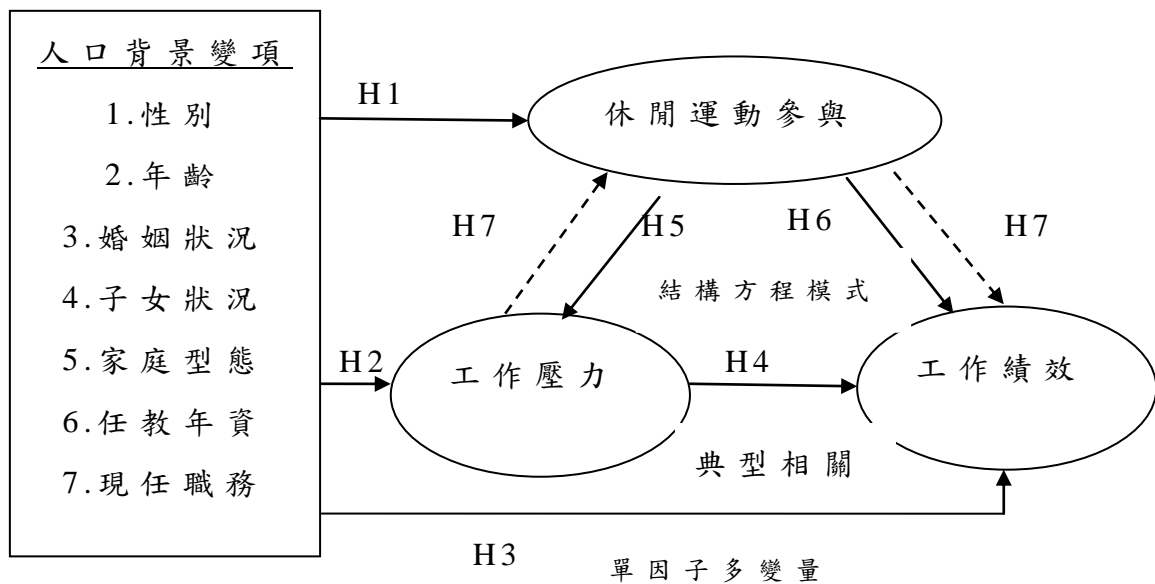 人口背景變項
1.性別
2.年齡
3.婚姻狀況
4.子女狀況
5.家庭型態
6.任教年資
7.現任職務
H1
休閒運動參與
H7
H5
H6
H7
結構方程模式
H2
工作壓力
H4
工作績效
典型相關
H3
單因子多變量